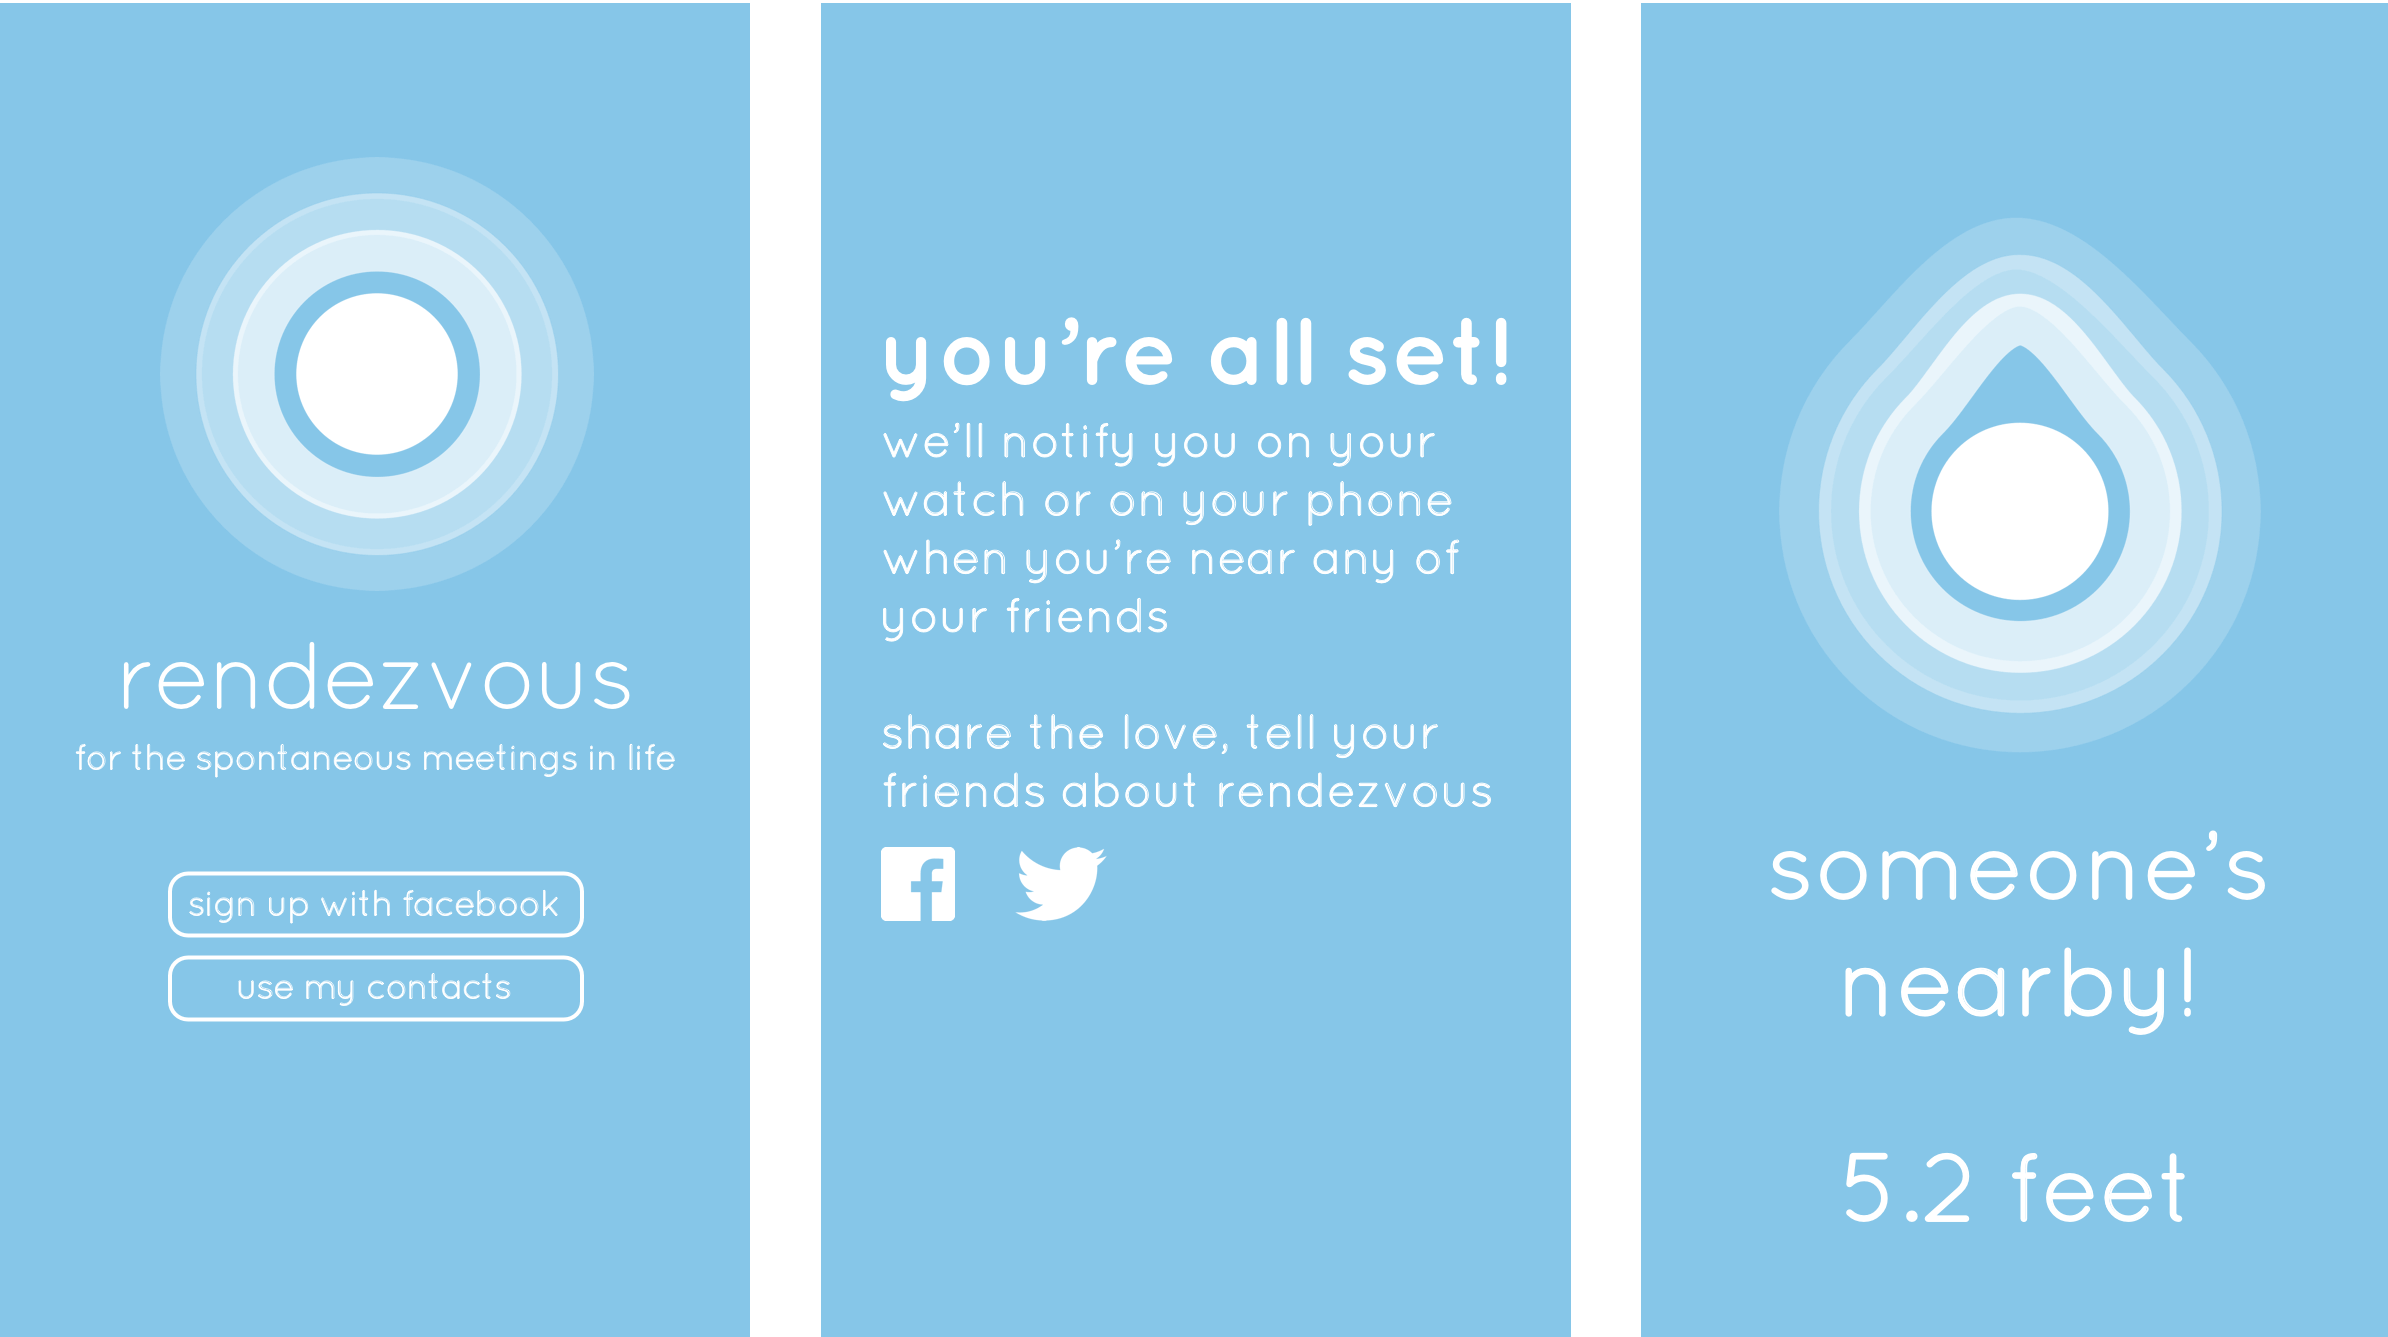 rendezvous
for the spontaneous meetings in life
sign up with facebook
use my contacts
you're all set!
we'll notify you on your
watch or on your phone
when you're near any of
your friends
share the love, tell your
friends about rendezvous
someone's
nearby!
5.2 feet